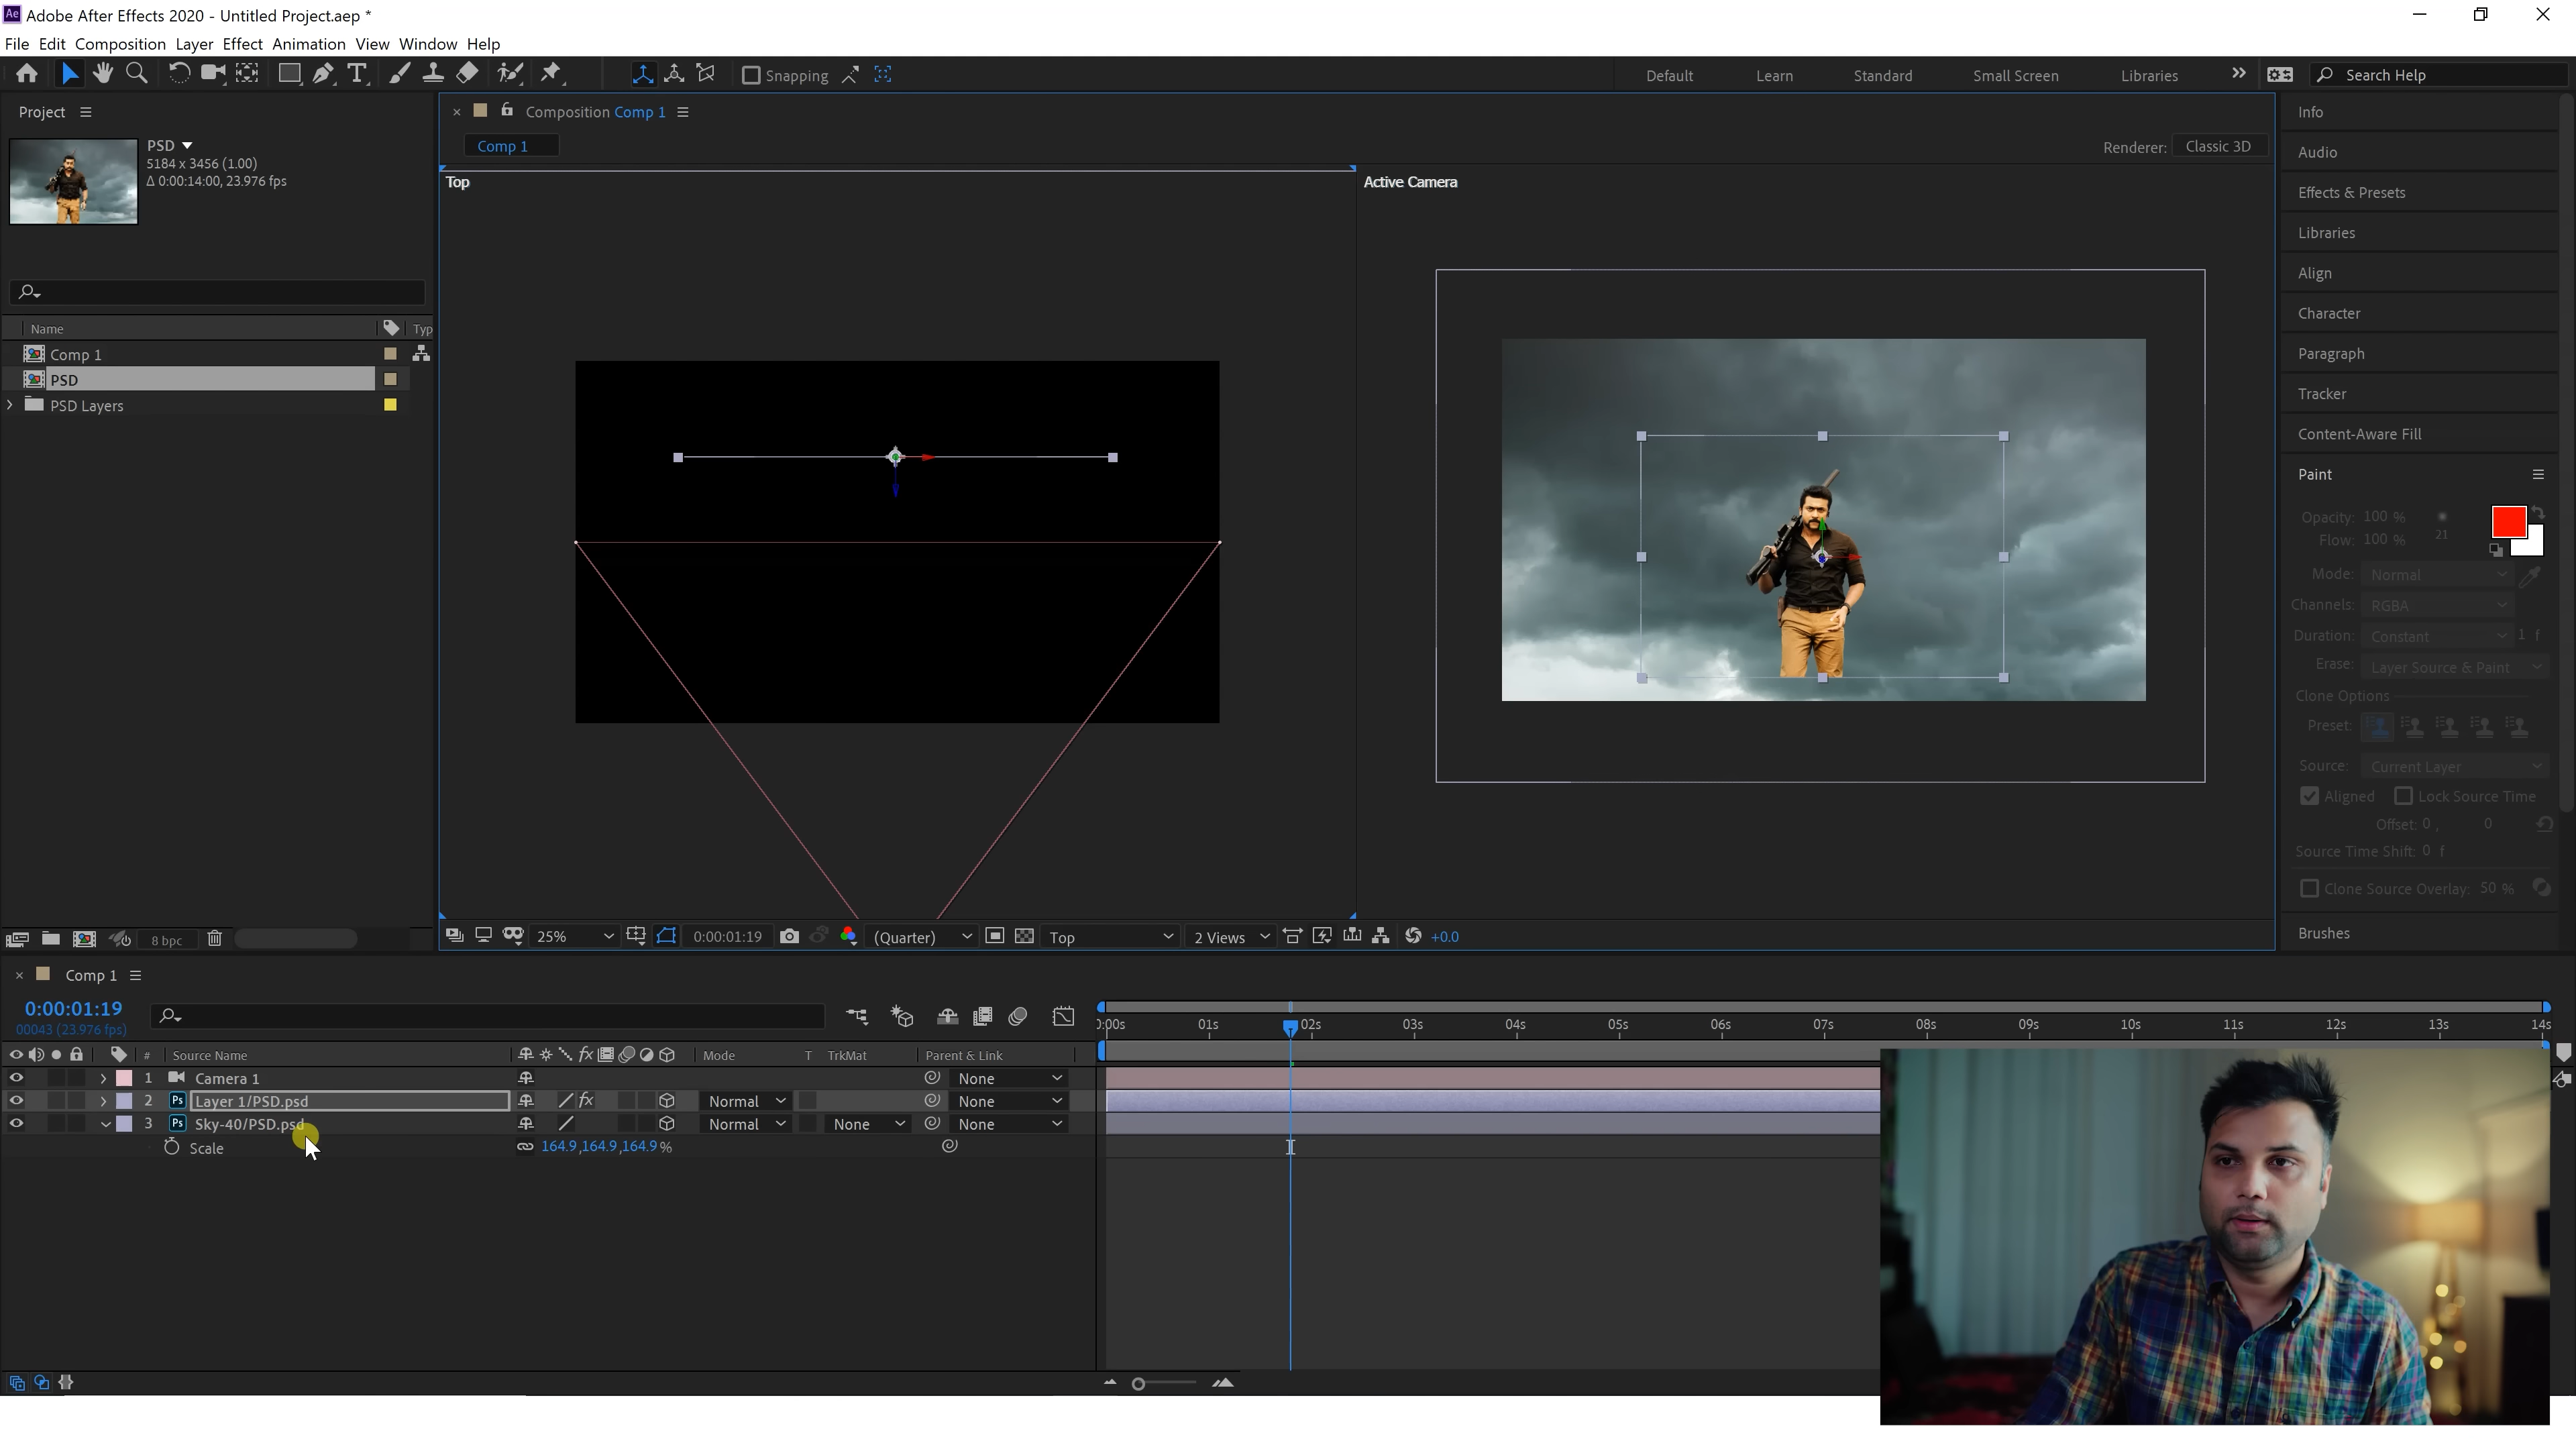 Ae Adobe After Effects 2020 - Untitled Project.aep *
File Edit Composition Layer Effect Animation View Window Help
Snapping
Default Learn Standard Small Screen Libraries Search Help
Project
PSD
5184 x 3456 (1.00)
Δ 0:00:14:00, 23.976 fps
Name Typ
Comp 1
PSD
PSD Layers
8 bpc
Composition Comp 1
Comp 1
Renderer: Classic 3D
Top
Active Camera
25% 0:00:01:19 (Quarter) Top 2 Views +0.0
Info
Audio
Effects & Presets
Libraries
Align
Character
Paragraph
Tracker
Content-Aware Fill
Paint
Opacity: 100 %
Flow: 100 %
21
Mode: Normal
Channels: RGBA
Duration: Constant 1 f
Erase: Layer Source & Paint
Clone Options
Preset:
Source: Current Layer
Aligned Lock Source Time
Offset: 0 , 0
Source Time Shift: 0 f
Clone Source Overlay: 50 %
Brushes
Comp 1
0:00:01:19
00043 (23.976 fps)
0:00s 01s 02s 03s 04s 05s 06s 07s 08s 09s 10s 11s 12s 13s 14s
# Source Name fx Mode T TrkMat Parent & Link
1 Camera 1 None
2 Ps Layer 1/PSD.psd fx Normal None
3 Ps Sky-40/PSD.psd Normal None None
Scale 164.9,164.9,164.9%